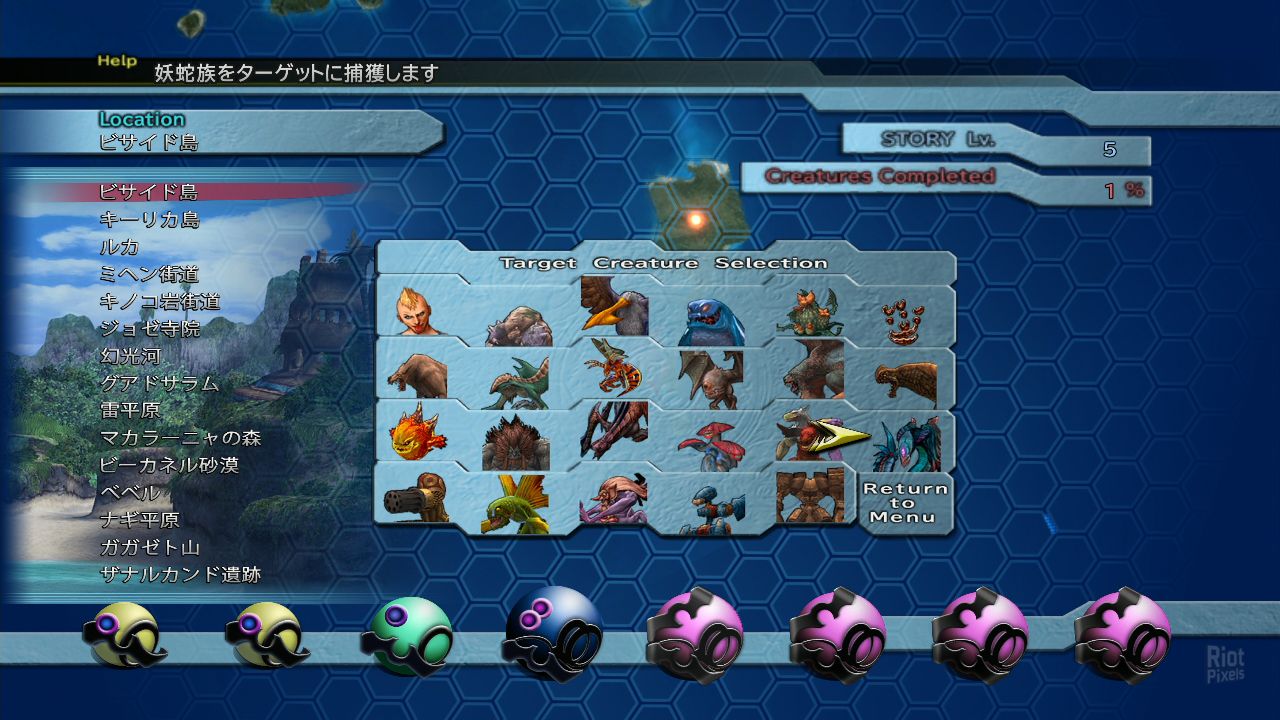 Help
妖蛇族をターゲットに捕獲します
Location
ビサイド島
STORY Lv. 5
Creatures Completed 1 %
ビサイド島
キーリカ島
ルカ
ミヘン街道
キノコ岩街道
ジョゼ寺院
幻光河
グアドサラム
雷平原
マカラーニャの森
ビーカネル砂漠
ベベル
ナギ平原
ガガゼト山
ザナルカンド遺跡
Target Creature Selection
Return
to
Menu
Riot
Pixels